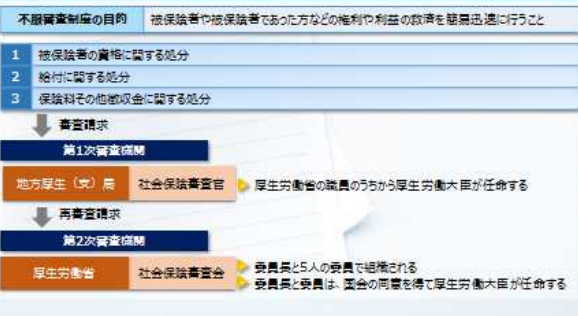 不服審査制度の目的 被保険者や被保険者であった方などの権利や利益の救済を簡易迅速に行うこと
1 被保険者の資格に関する処分
2 給付に関する処分
3 保険料その他徴収金に関する処分
審査請求
第1次審査機関
地方厚生（支）局 社会保険審査官 厚生労働省の職員のうちから厚生労働大臣が任命する
再審査請求
第2次審査機関
厚生労働省 社会保険審査会 委員長と5人の委員で組織される
委員長と委員は、国会の同意を得て厚生労働大臣が任命する